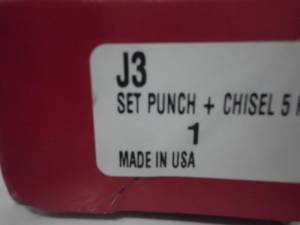 J3
SET PUNCH + CHISEL 5
1
MADE IN USA